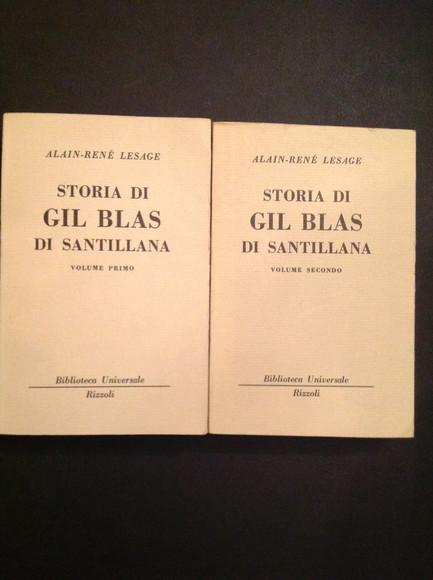 ALAIN-RENÉ LESAGE
STORIA DI
GIL BLAS
DI SANTILLANA
VOLUME PRIMO
Biblioteca Universale
Rizzoli
ALAIN-RENÉ LESAGE
STORIA DI
GIL BLAS
DI SANTILLANA
VOLUME SECONDO
Biblioteca Universale
Rizzoli